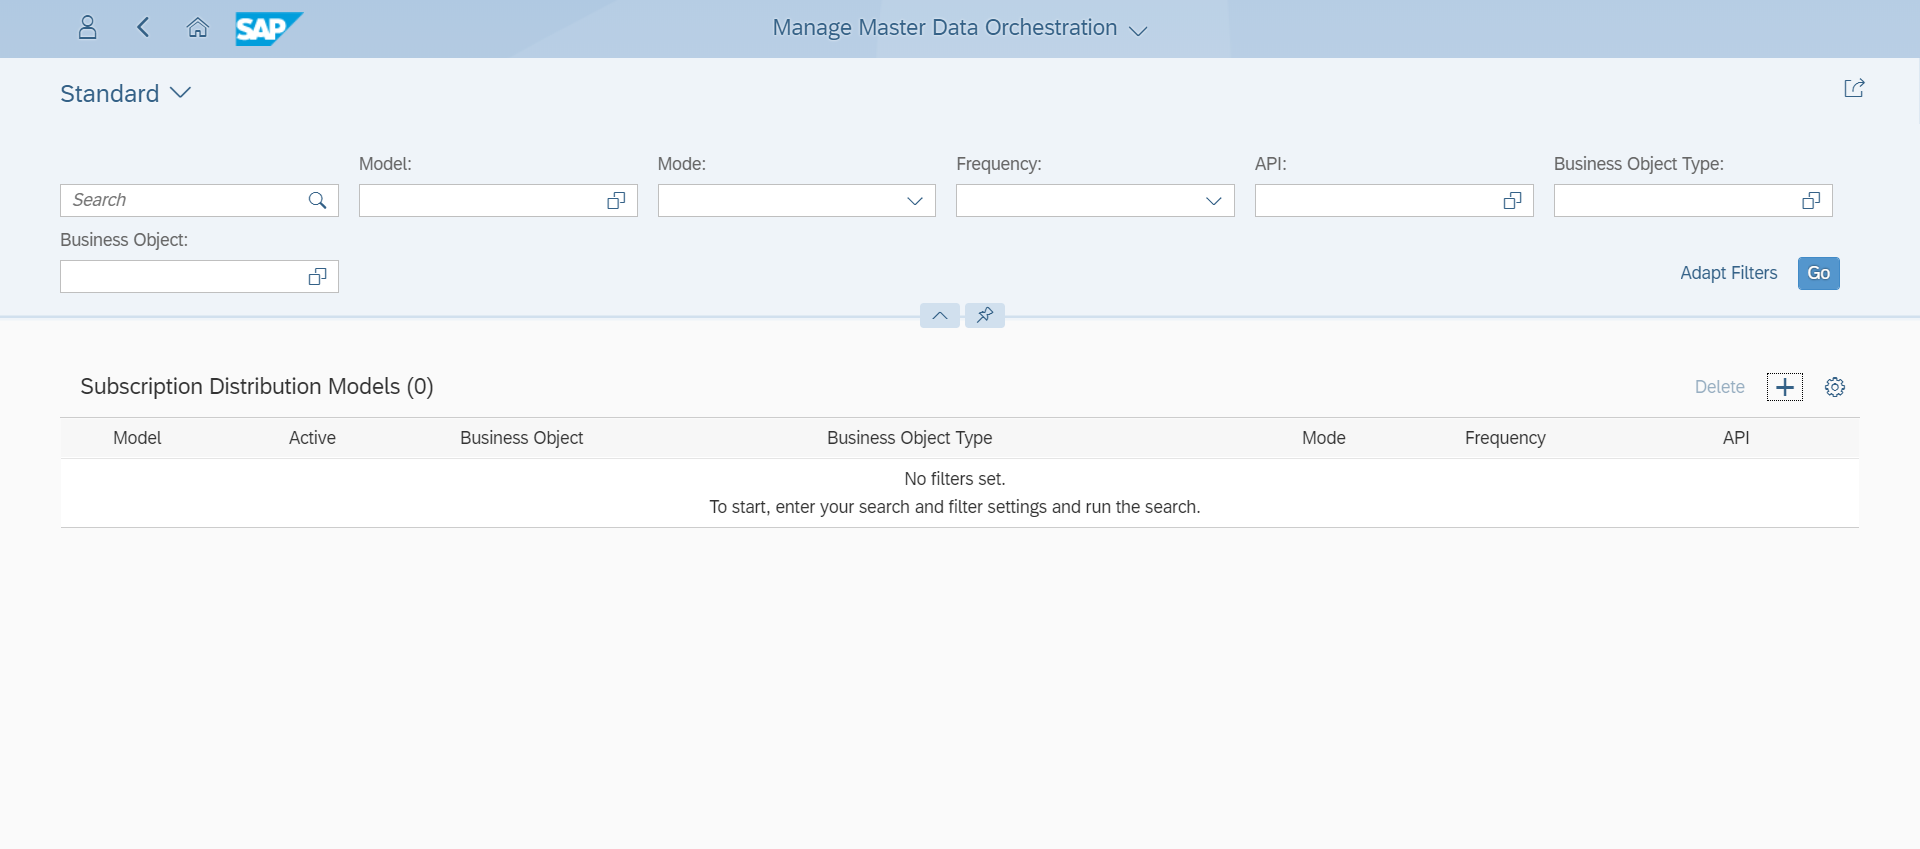 SAP
Manage Master Data Orchestration
Standard
Model:
Mode:
Frequency:
API:
Business Object Type:
Search
Business Object:
Adapt Filters
Go
Subscription Distribution Models (0)
Delete
Model Active Business Object Business Object Type Mode Frequency API
No filters set.
To start, enter your search and filter settings and run the search.